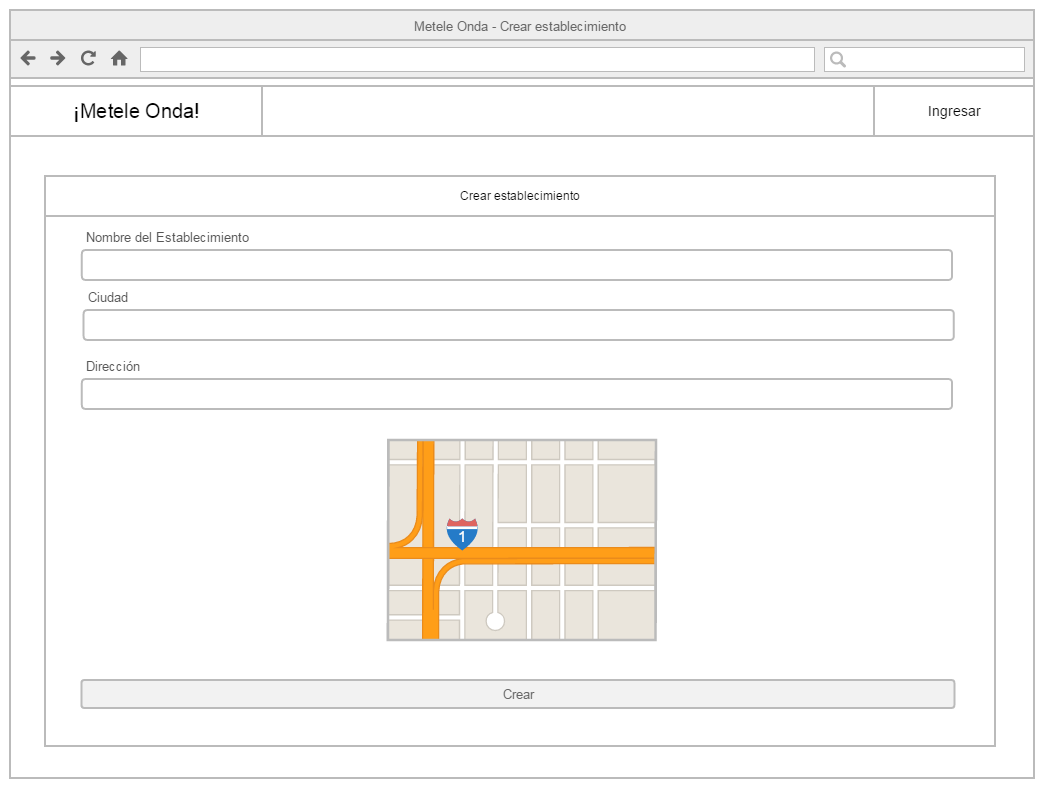 Metele Onda - Crear establecimiento
¡Metele Onda!
Ingresar
Crear establecimiento
Nombre del Establecimiento
Ciudad
Dirección
1
Crear